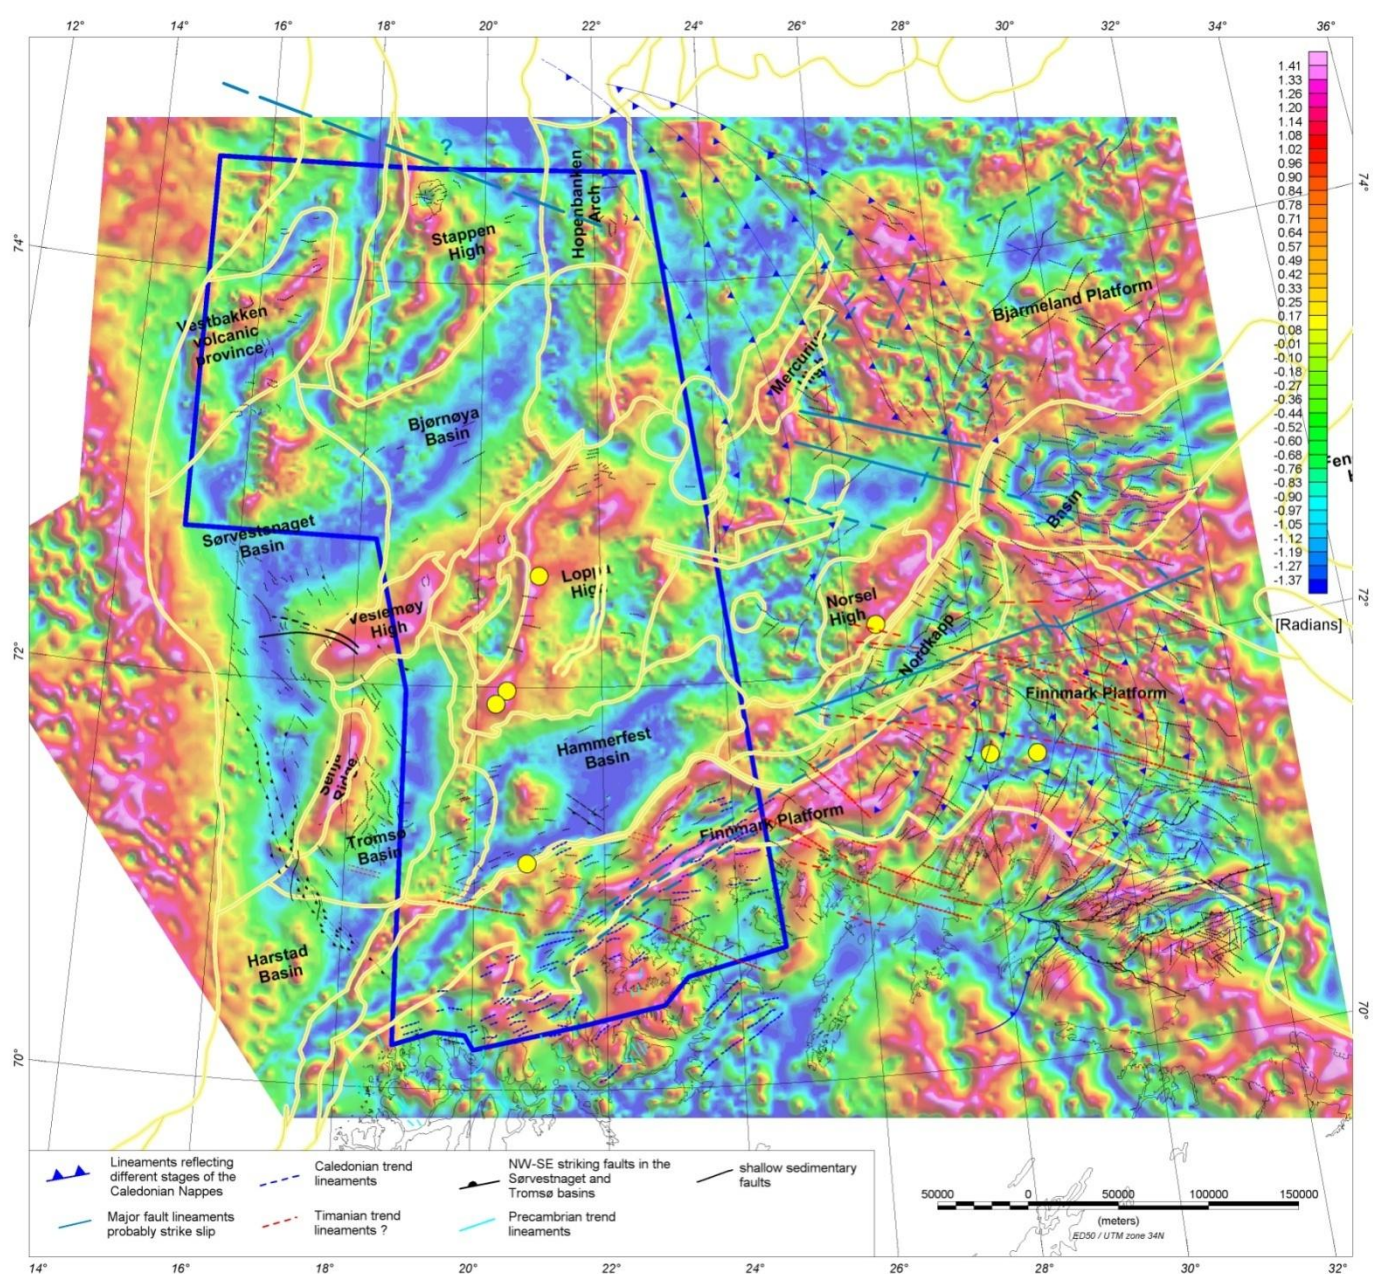 12° 14° 16° 18° 20° 22° 24° 26° 28° 30° 32° 34° 36°
74°
74°
72°
72°
70°
70°
?
Hopenbanken
Arch
Stappen
High
Vestbakken
volcanic
province
Bjarmeland Platform
Mercurius
Bjørnøya
Basin
Basin
Sørvestsnaget
Basin
Loppa
High
Veslemøy
High
Norsel
High
Nordkapp
Finnmark Platform
Hammerfest
Basin
Senja
Ridge
Finnmark Platform
Tromsø
Basin
Harstad
Basin
1.41
1.33
1.26
1.20
1.14
1.08
1.02
0.96
0.90
0.84
0.78
0.71
0.64
0.57
0.49
0.42
0.33
0.25
0.17
0.08
-0.01
-0.10
-0.18
-0.27
-0.36
-0.44
-0.52
-0.60
-0.68
-0.76
-0.83
-0.90
-0.97
-1.05
-1.12
-1.19
-1.27
-1.37
[Radians]
Lineaments reflecting
different stages of the
Caledonian Nappes
Major fault lineaments
probably strike slip
Caledonian trend
lineaments
Timanian trend
lineaments ?
NW-SE striking faults in the
Sørvestnaget and
Tromsø basins
Precambrian trend
lineaments
shallow sedimentary
faults
50000 0 50000 100000 150000
(meters)
ED50 / UTM zone 34N
14° 16° 18° 20° 22° 24° 26° 28° 30° 32°